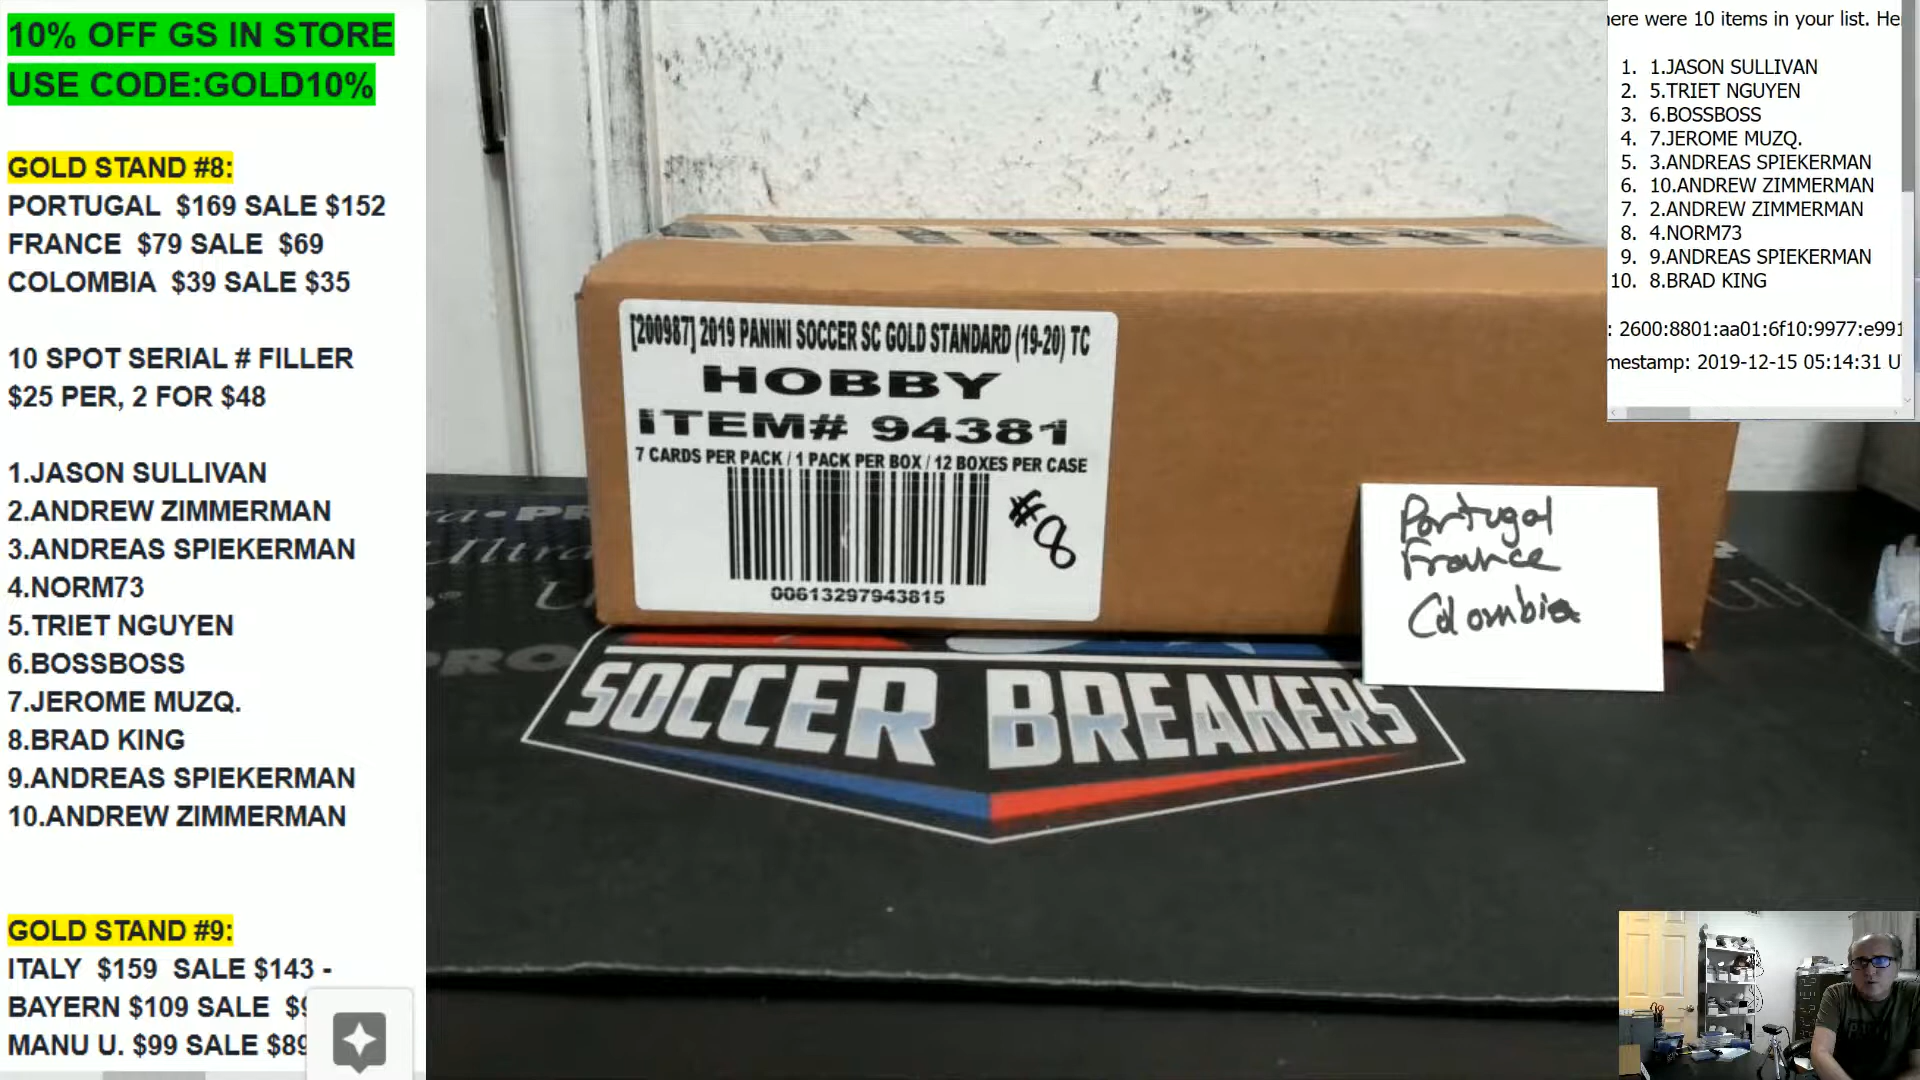 10% OFF GS IN STORE
USE CODE:GOLD10%
GOLD STAND #8:
PORTUGAL $169 SALE $152
FRANCE $79 SALE $69
COLOMBIA $39 SALE $35
10 SPOT SERIAL # FILLER
$25 PER, 2 FOR $48
1.JASON SULLIVAN
2.ANDREW ZIMMERMAN
3.ANDREAS SPIEKERMAN
4.NORM73
5.TRIET NGUYEN
6.BOSSBOSS
7.JEROME MUZQ.
8.BRAD KING
9.ANDREAS SPIEKERMAN
10.ANDREW ZIMMERMAN
GOLD STAND #9:
ITALY $159 SALE $143 -
BAYERN $109 SALE
MANU U. $99 SALE $89
[200987] 2019 PANINI SOCCER SC GOLD STANDARD (19-20) TC
HOBBY
ITEM# 94381
7 CARDS PER PACK / 1 PACK PER BOX / 12 BOXES PER CASE
#8
00613297943815
Portugal
France
Colombia
SOCCER BREAKERS
ere were 10 items in your list. He
1. 1.JASON SULLIVAN
2. 5.TRIET NGUYEN
3. 6.BOSSBOSS
4. 7.JEROME MUZQ.
5. 3.ANDREAS SPIEKERMAN
6. 10.ANDREW ZIMMERMAN
7. 2.ANDREW ZIMMERMAN
8. 4.NORM73
9. 9.ANDREAS SPIEKERMAN
10. 8.BRAD KING
: 2600:8801:aa01:6f10:9977:e991
mestamp: 2019-12-15 05:14:31 U